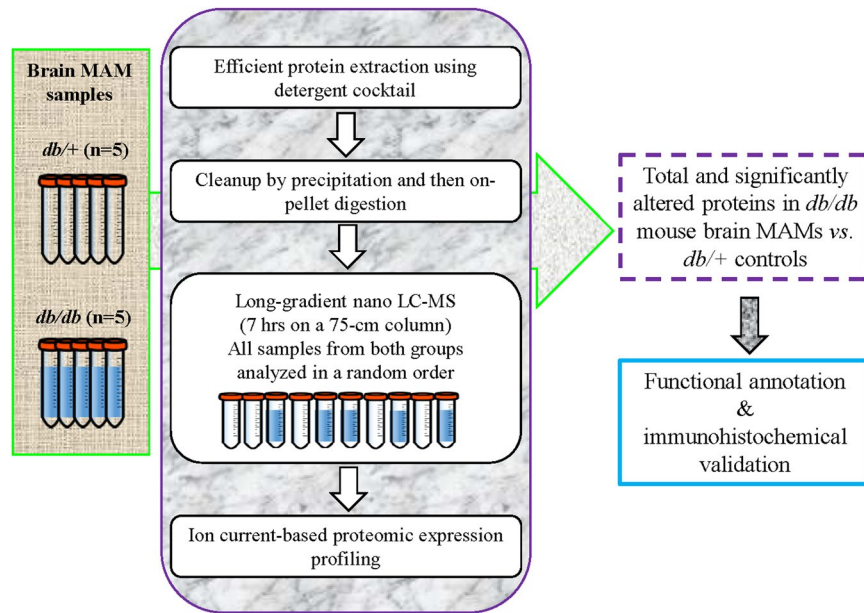 Brain MAM
samples
db/+ (n=5)
db/db (n=5)
Efficient protein extraction using
detergent cocktail
Cleanup by precipitation and then on-
pellet digestion
Long-gradient nano LC-MS
(7 hrs on a 75-cm column)
All samples from both groups
analyzed in a random order
Ion current-based proteomic expression
profiling
Total and significantly
altered proteins in db/db
mouse brain MAMs vs.
db/+ controls
Functional annotation
&
immunohistochemical
validation